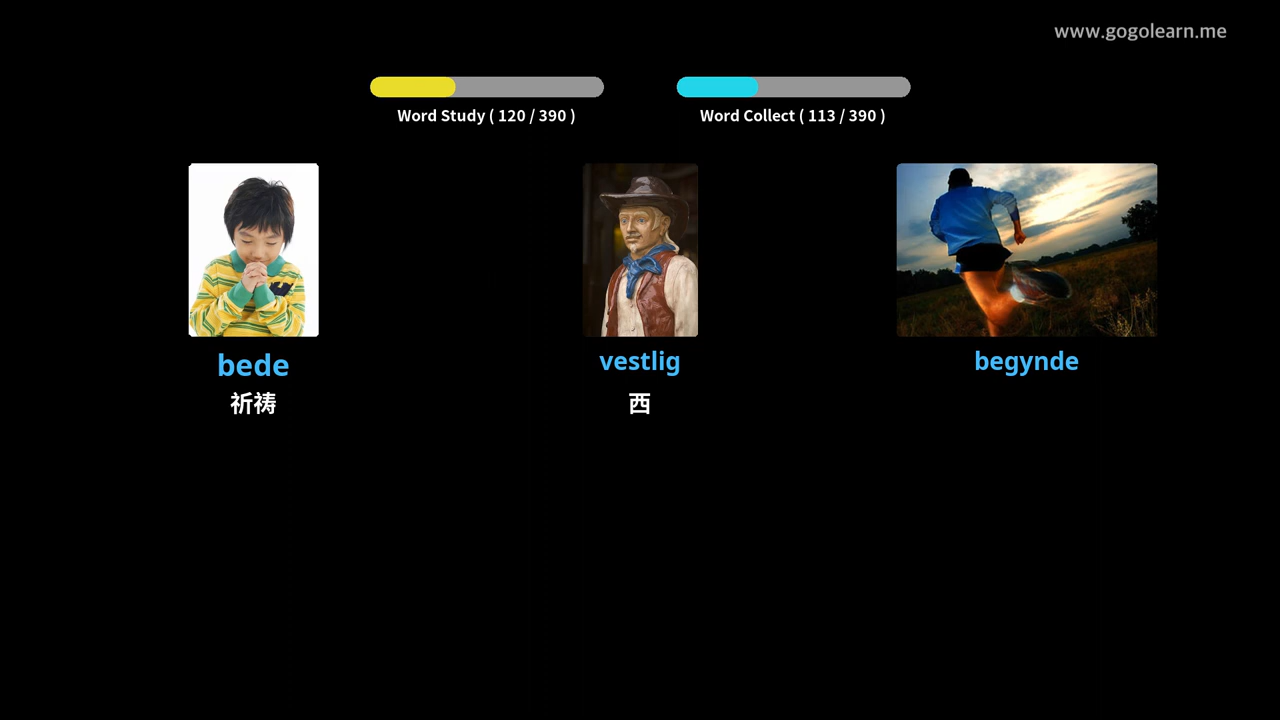 www.gogolearn.me
Word Study ( 120 / 390 )
Word Collect ( 113 / 390 )
bede
vestlig
begynde
祈祷
西